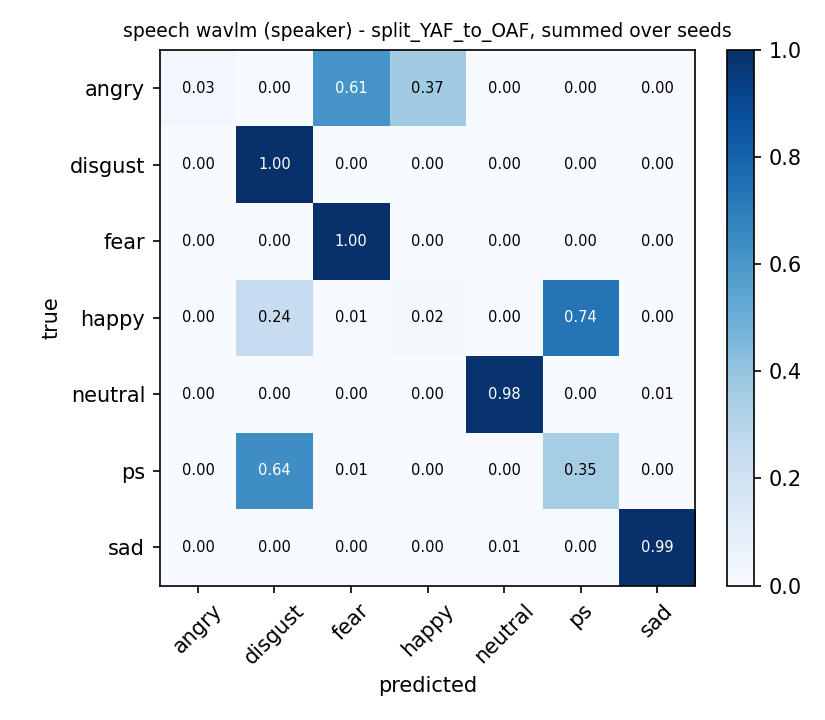 speech wavlm (speaker) - split_YAF_to_OAF, summed over seeds
true
angry 0.03 0.00 0.61 0.37 0.00 0.00 0.00
disgust 0.00 1.00 0.00 0.00 0.00 0.00 0.00
fear 0.00 0.00 1.00 0.00 0.00 0.00 0.00
happy 0.00 0.24 0.01 0.02 0.00 0.74 0.00
neutral 0.00 0.00 0.00 0.00 0.98 0.00 0.01
ps 0.00 0.64 0.01 0.00 0.00 0.35 0.00
sad 0.00 0.00 0.00 0.00 0.01 0.00 0.99
angry disgust fear happy neutral ps sad
predicted
1.0
0.8
0.6
0.4
0.2
0.0